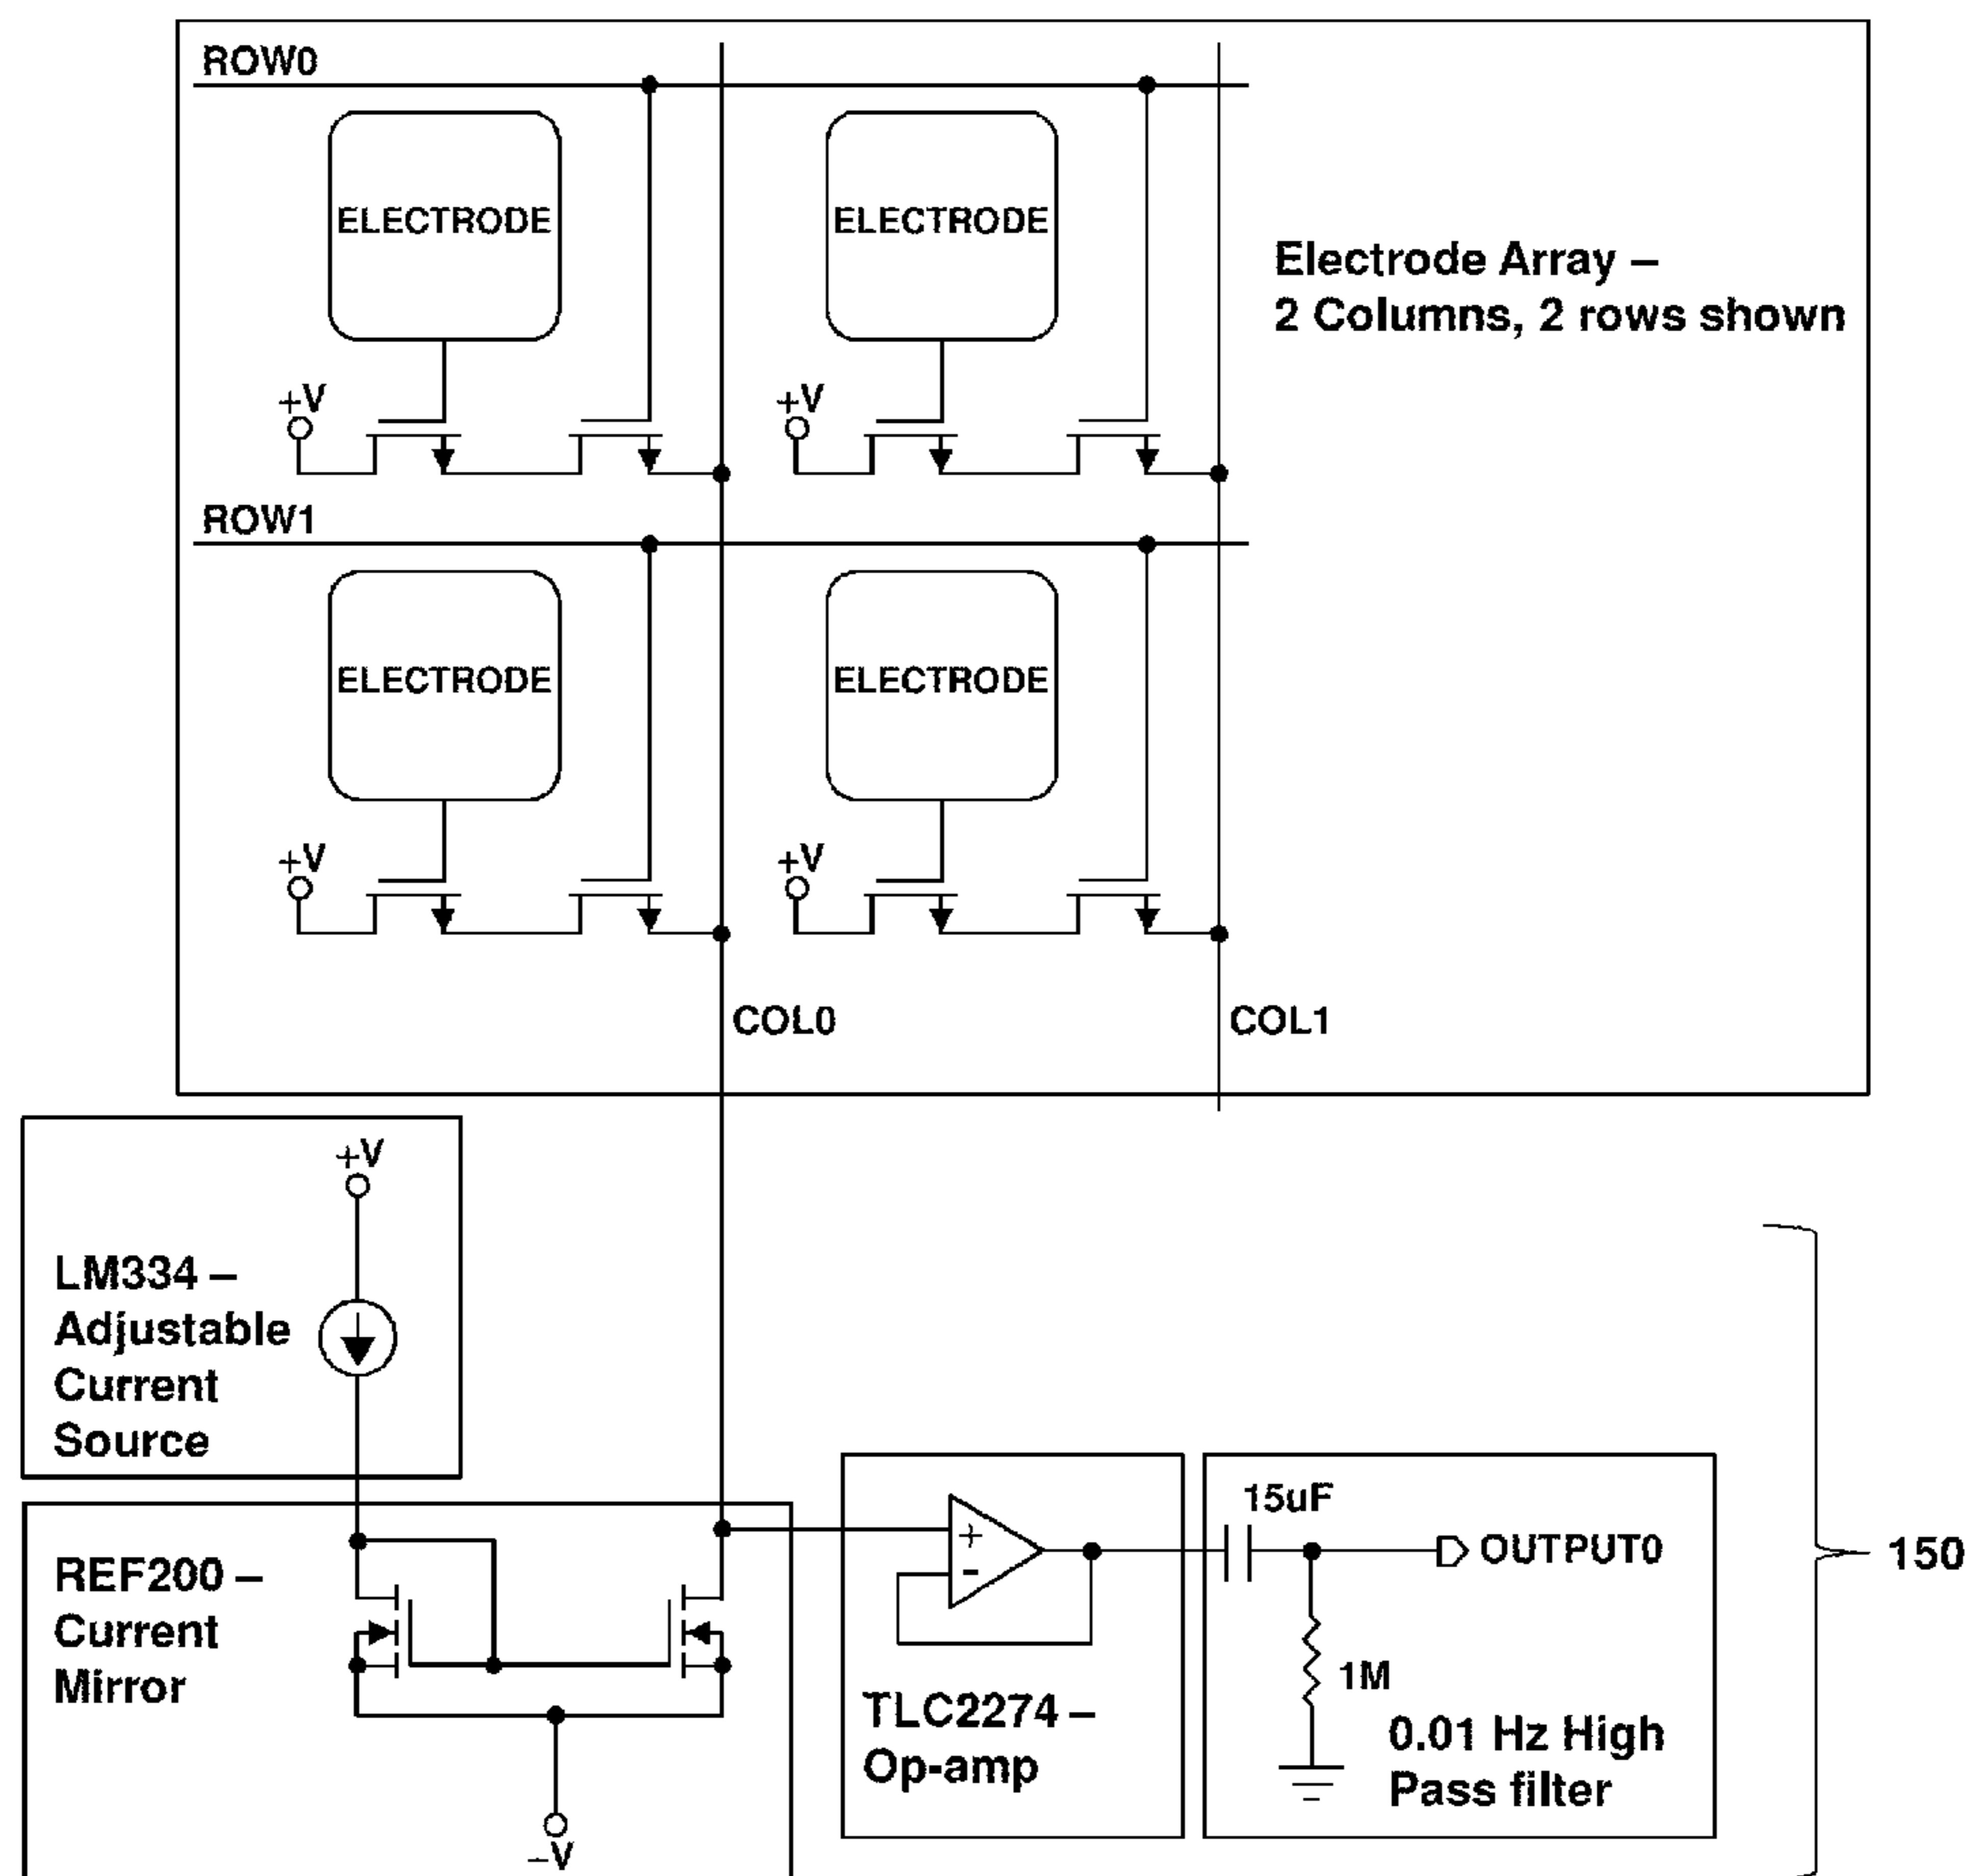 ROW0
ELECTRODE
ELECTRODE
Electrode Array –
2 Columns, 2 rows shown
+V
+V
ROW1
ELECTRODE
ELECTRODE
+V
+V
COL0
COL1
+V
LM334 –
Adjustable
Current
Source
REF200 –
Current
Mirror
–V
+
-
TLC2274 –
Op-amp
15uF
OUTPUT0
1M
0.01 Hz High
Pass filter
150